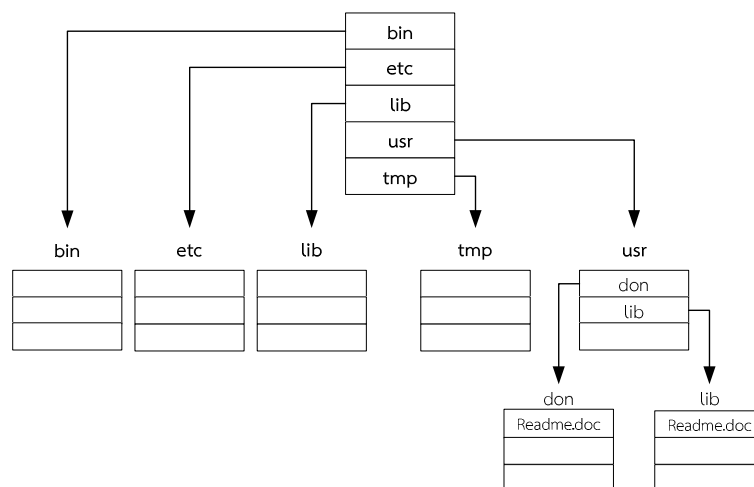 bin
etc
lib
usr
tmp
bin
etc
lib
tmp
usr
don
lib
don
lib
Readme.doc
Readme.doc